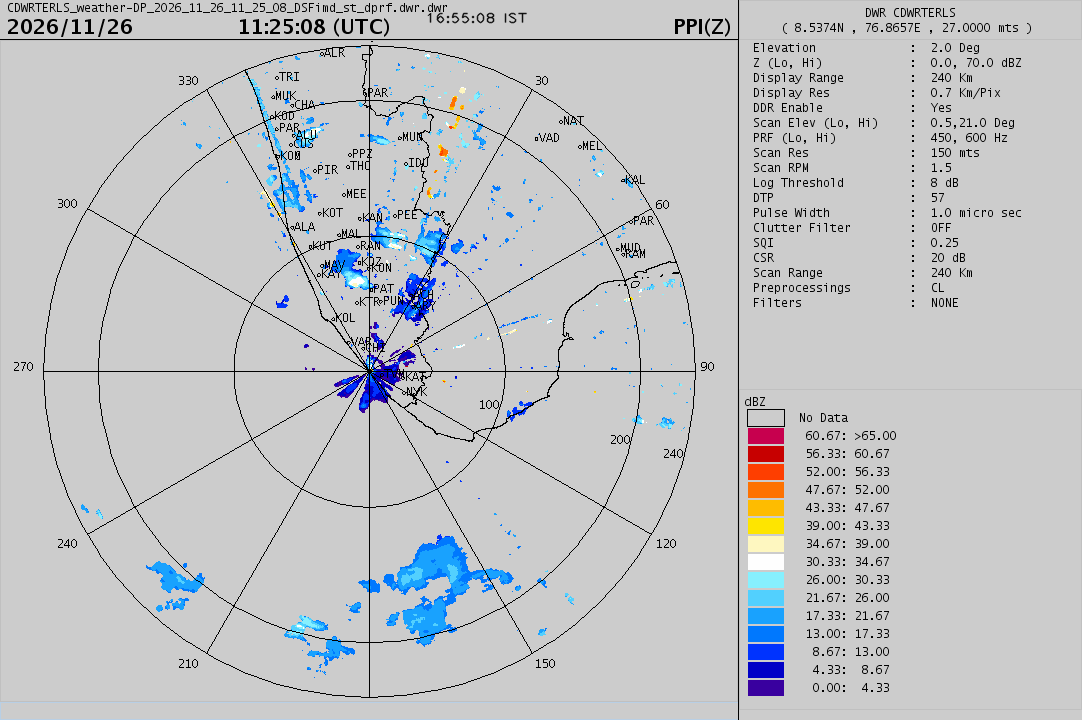 CDWRTERLS_weather-DP_2026_11_26_11_25_08_DSFimd_st_dprf.dwr.dwr
2026/11/26 11:25:08 (UTC) 16:55:08 IST PPI(Z)
DWR CDWRTERLS
( 8.5374N , 76.8657E , 27.0000 mts )
Elevation : 2.0 Deg
Z (Lo, Hi) : 0.0, 70.0 dBZ
Display Range : 240 Km
Display Res : 0.7 Km/Pix
DDR Enable : Yes
Scan Elev (Lo, Hi) : 0.5,21.0 Deg
PRF (Lo, Hi) : 450, 600 Hz
Scan Res : 150 mts
Scan RPM : 1.5
Log Threshold : 8 dB
DTP : 57
Pulse Width : 1.0 micro sec
Clutter Filter : OFF
SQI : 0.25
CSR : 20 dB
Scan Range : 240 Km
Preprocessings : CL
Filters : NONE
dBZ
No Data
60.67: >65.00
56.33: 60.67
52.00: 56.33
47.67: 52.00
43.33: 47.67
39.00: 43.33
34.67: 39.00
30.33: 34.67
26.00: 30.33
21.67: 26.00
17.33: 21.67
13.00: 17.33
8.67: 13.00
4.33: 8.67
0.00: 4.33
ALR
330
TRI
30
MUK
PAR
CHA
KOD
NAT
PAR
ALU
MUN
VAD
CUS
MEL
KOM
PPZ
IDU
THO
PIR
KAL
MEE
300
60
KOT
KAN
PEE
PAR
ALA
MAL
KUT
RAN
MUD
RAM
MAV
KOZ
KON
KAY
PAT
KTR
PUN
KOL
VAR
CHI
270
90
KAT
NYK
100
200
240
240
120
210
150